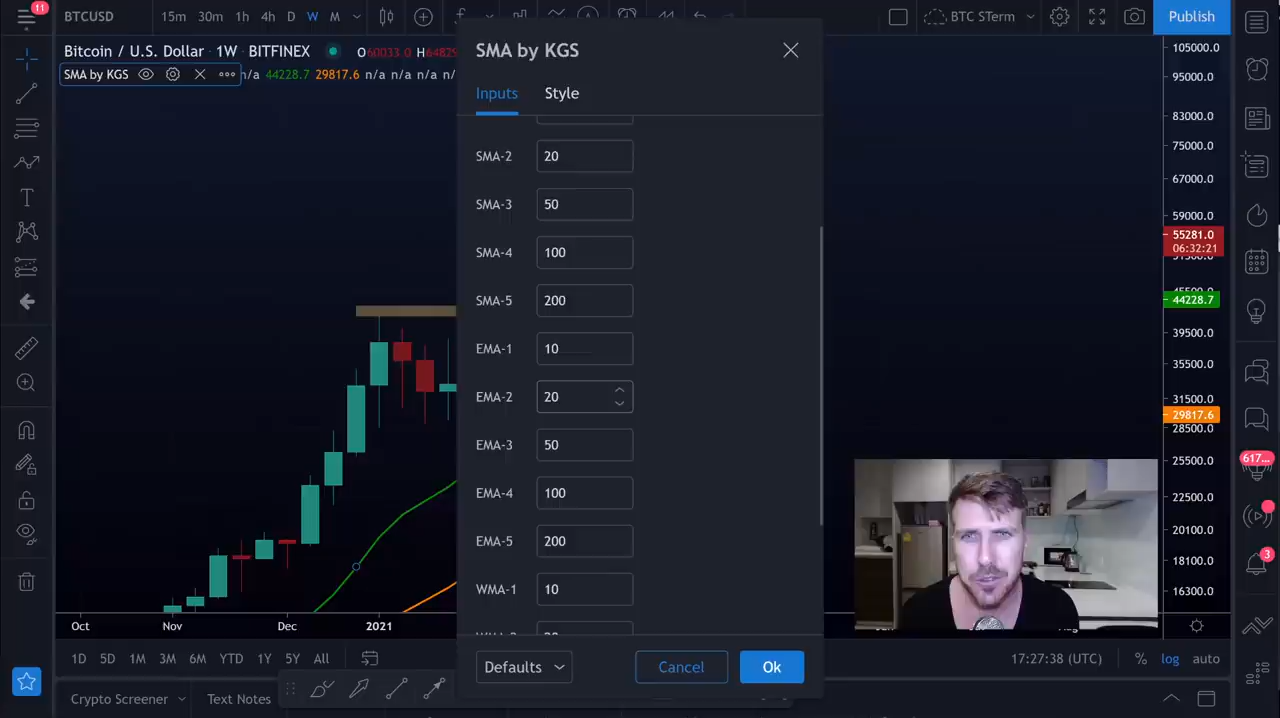 11
BTCUSD 15m 30m 1h 4h D W M BTC STerm Publish
Bitcoin / U.S. Dollar · 1W · BITFINEX O60033.0
SMA by KGS n/a 44228.7 29817.6 n/a n/a n/a n/a
SMA by KGS
Inputs Style
SMA-2 20
SMA-3 50
SMA-4 100
SMA-5 200
EMA-1 10
EMA-2 20
EMA-3 50
EMA-4 100
EMA-5 200
WMA-1 10
Defaults Cancel Ok
105000.0
95000.0
83000.0
75000.0
67000.0
59000.0
55281.0
06:32:21
44228.7
39500.0
35500.0
31500.0
29817.6
28500.0
25500.0
22500.0
20100.0
18100.0
16300.0
617...
3
Oct Nov Dec 2021
1D 5D 1M 3M 6M YTD 1Y 5Y All 17:27:38 (UTC) % log auto
Crypto Screener Text Notes